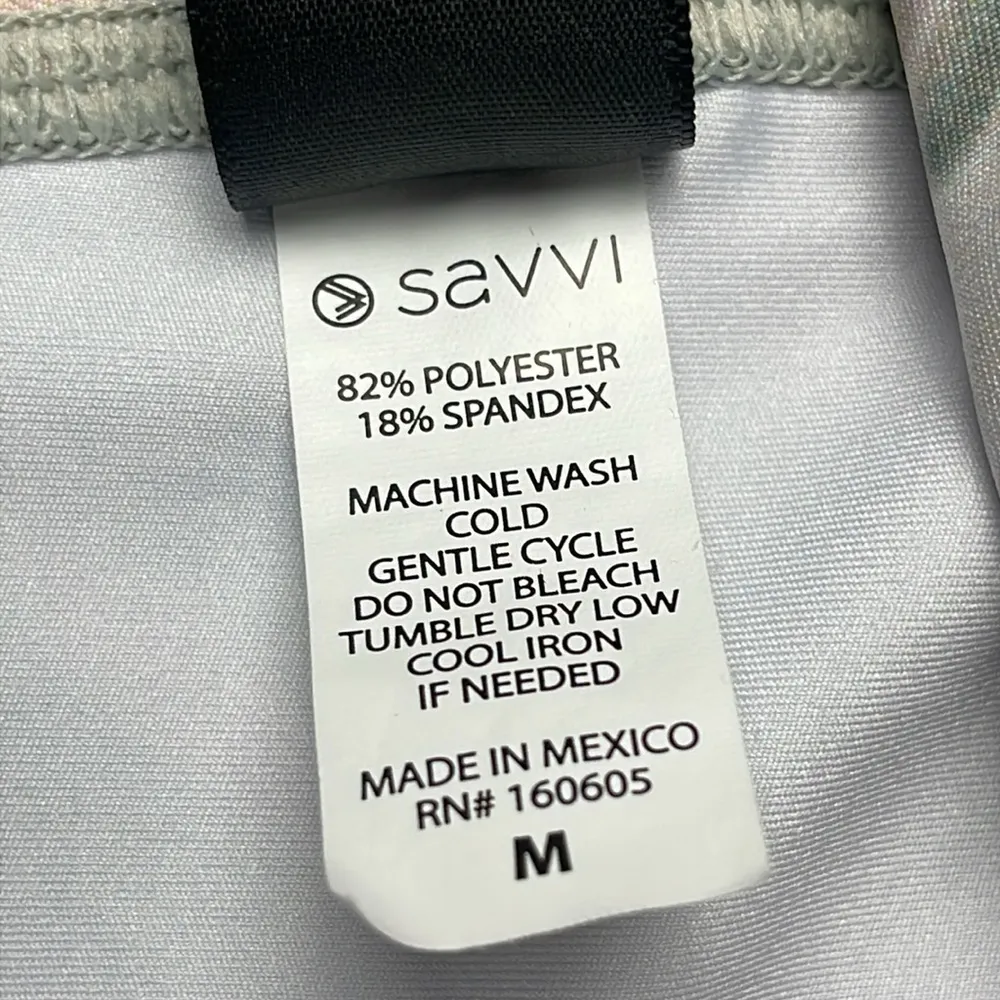 savvi
82% POLYESTER
18% SPANDEX
MACHINE WASH
COLD
GENTLE CYCLE
DO NOT BLEACH
TUMBLE DRY LOW
COOL IRON
IF NEEDED
MADE IN MEXICO
RN# 160605
M